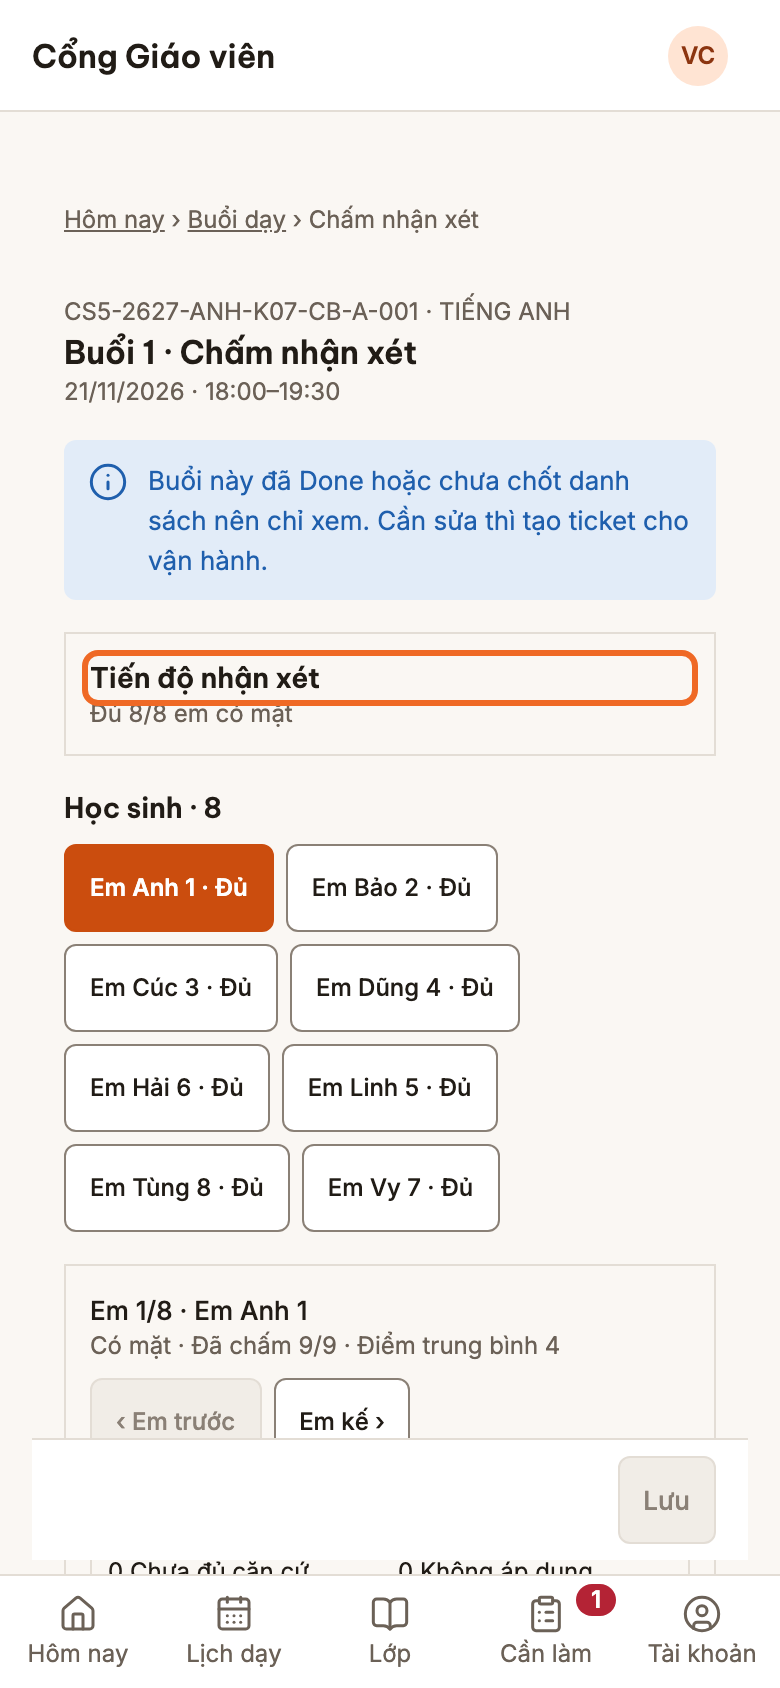 Cổng Giáo viên
VC
Hôm nay › Buổi dạy › Chấm nhận xét
CS5-2627-ANH-K07-CB-A-001 · TIẾNG ANH
Buổi 1 · Chấm nhận xét
21/11/2026 · 18:00–19:30
Buổi này đã Done hoặc chưa chốt danh
sách nên chỉ xem. Cần sửa thì tạo ticket cho
vận hành.
Tiến độ nhận xét
Đủ 8/8 em có mặt
Học sinh · 8
Em Anh 1 · Đủ
Em Bảo 2 · Đủ
Em Cúc 3 · Đủ
Em Dũng 4 · Đủ
Em Hải 6 · Đủ
Em Linh 5 · Đủ
Em Tùng 8 · Đủ
Em Vy 7 · Đủ
Em 1/8 · Em Anh 1
Có mặt · Đã chấm 9/9 · Điểm trung bình 4
‹ Em trước
Em kế ›
Lưu
0 Chưa đủ căn cứ
0 Không áp dụng
1
Hôm nay
Lịch dạy
Lớp
Cần làm
Tài khoản